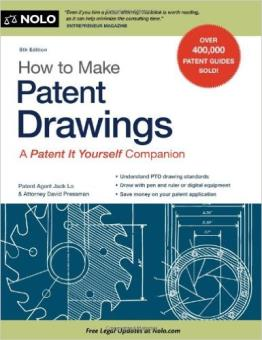 NOLO
"Even if you hire a patent attorney, this book is worth reading,
as it can help minimize the consulting time."
ENTREPRENEUR MAGAZINE
OVER
400,000
PATENT GUIDES
SOLD!
6th Edition
How to Make
Patent
Drawings
A Patent It Yourself Companion
Patent Agent Jack Lo
& Attorney David Pressman
• Understand PTO drawing standards
• Draw with pen and ruler or digital equipment
• Save money on your patent application
Free Legal Updates at Nolo.com